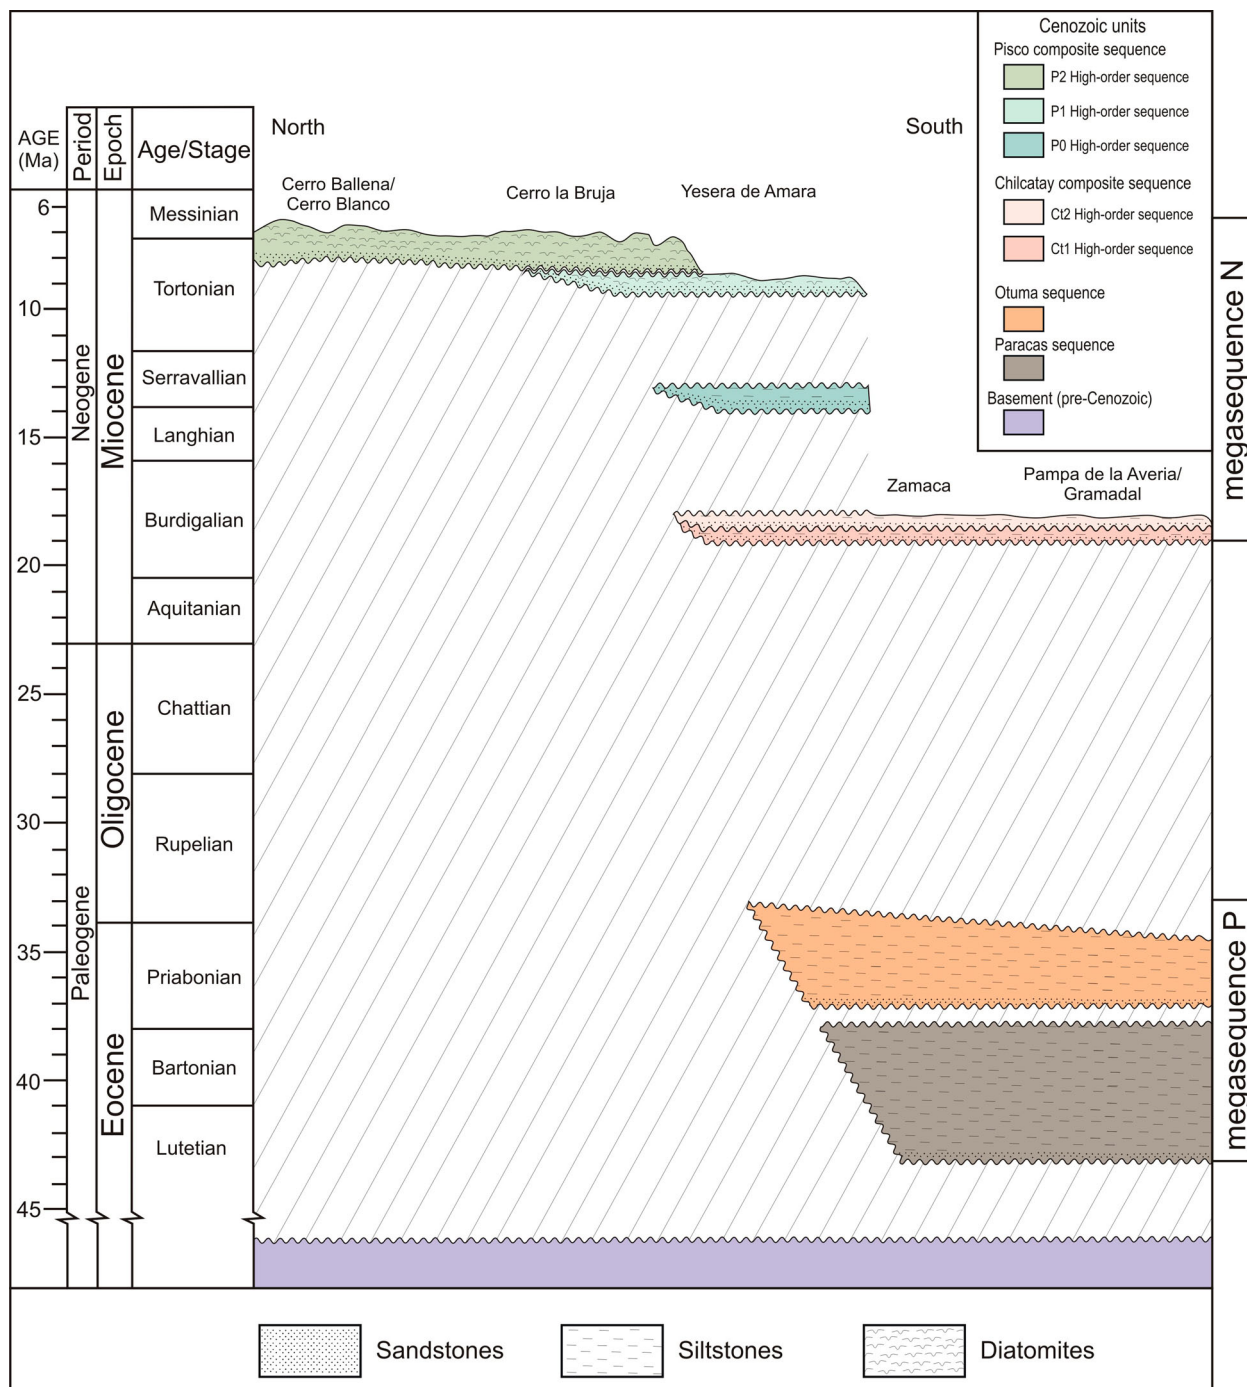 Cenozoic units
Pisco composite sequence
P2 High-order sequence
P1 High-order sequence
P0 High-order sequence
Chilcatay composite sequence
Ct2 High-order sequence
Ct1 High-order sequence
Otuma sequence
Paracas sequence
Basement (pre-Cenozoic)
AGE
(Ma)
Period
Epoch
Age/Stage
North
South
Cerro Ballena/
Cerro Blanco
Cerro la Bruja
Yesera de Amara
Zamaca
Pampa de la Averia/
Gramadal
6
10
15
20
25
30
35
40
45
Neogene
Paleogene
Miocene
Oligocene
Eocene
Messinian
Tortonian
Serravallian
Langhian
Burdigalian
Aquitanian
Chattian
Rupelian
Priabonian
Bartonian
Lutetian
megasequence N
megasequence P
Sandstones
Siltstones
Diatomites